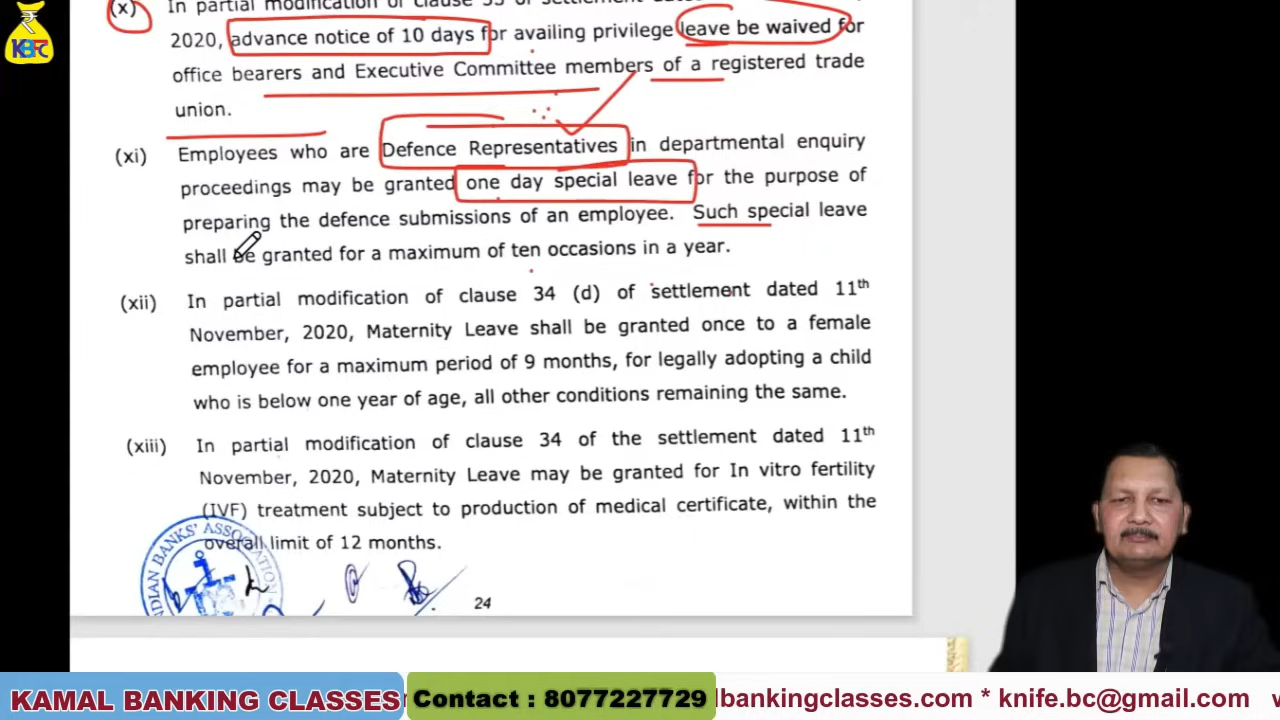 (x) In partial modification of clause 33 of settlement dated
2020, advance notice of 10 days for availing privilege leave be waived for
office bearers and Executive Committee members of a registered trade
union.
(xi) Employees who are Defence Representatives in departmental enquiry
proceedings may be granted one day special leave for the purpose of
preparing the defence submissions of an employee. Such special leave
shall be granted for a maximum of ten occasions in a year.
(xii) In partial modification of clause 34 (d) of settlement dated 11th
November, 2020, Maternity Leave shall be granted once to a female
employee for a maximum period of 9 months, for legally adopting a child
who is below one year of age, all other conditions remaining the same.
(xiii) In partial modification of clause 34 of the settlement dated 11th
November, 2020, Maternity Leave may be granted for In vitro fertility
(IVF) treatment subject to production of medical certificate, within the
overall limit of 12 months.
INDIAN BANKS' ASSOCIATION
24
₹
KBC
KAMAL BANKING CLASSES
Contact : 8077227729
lbankingclasses.com * knife.bc@gmail.com